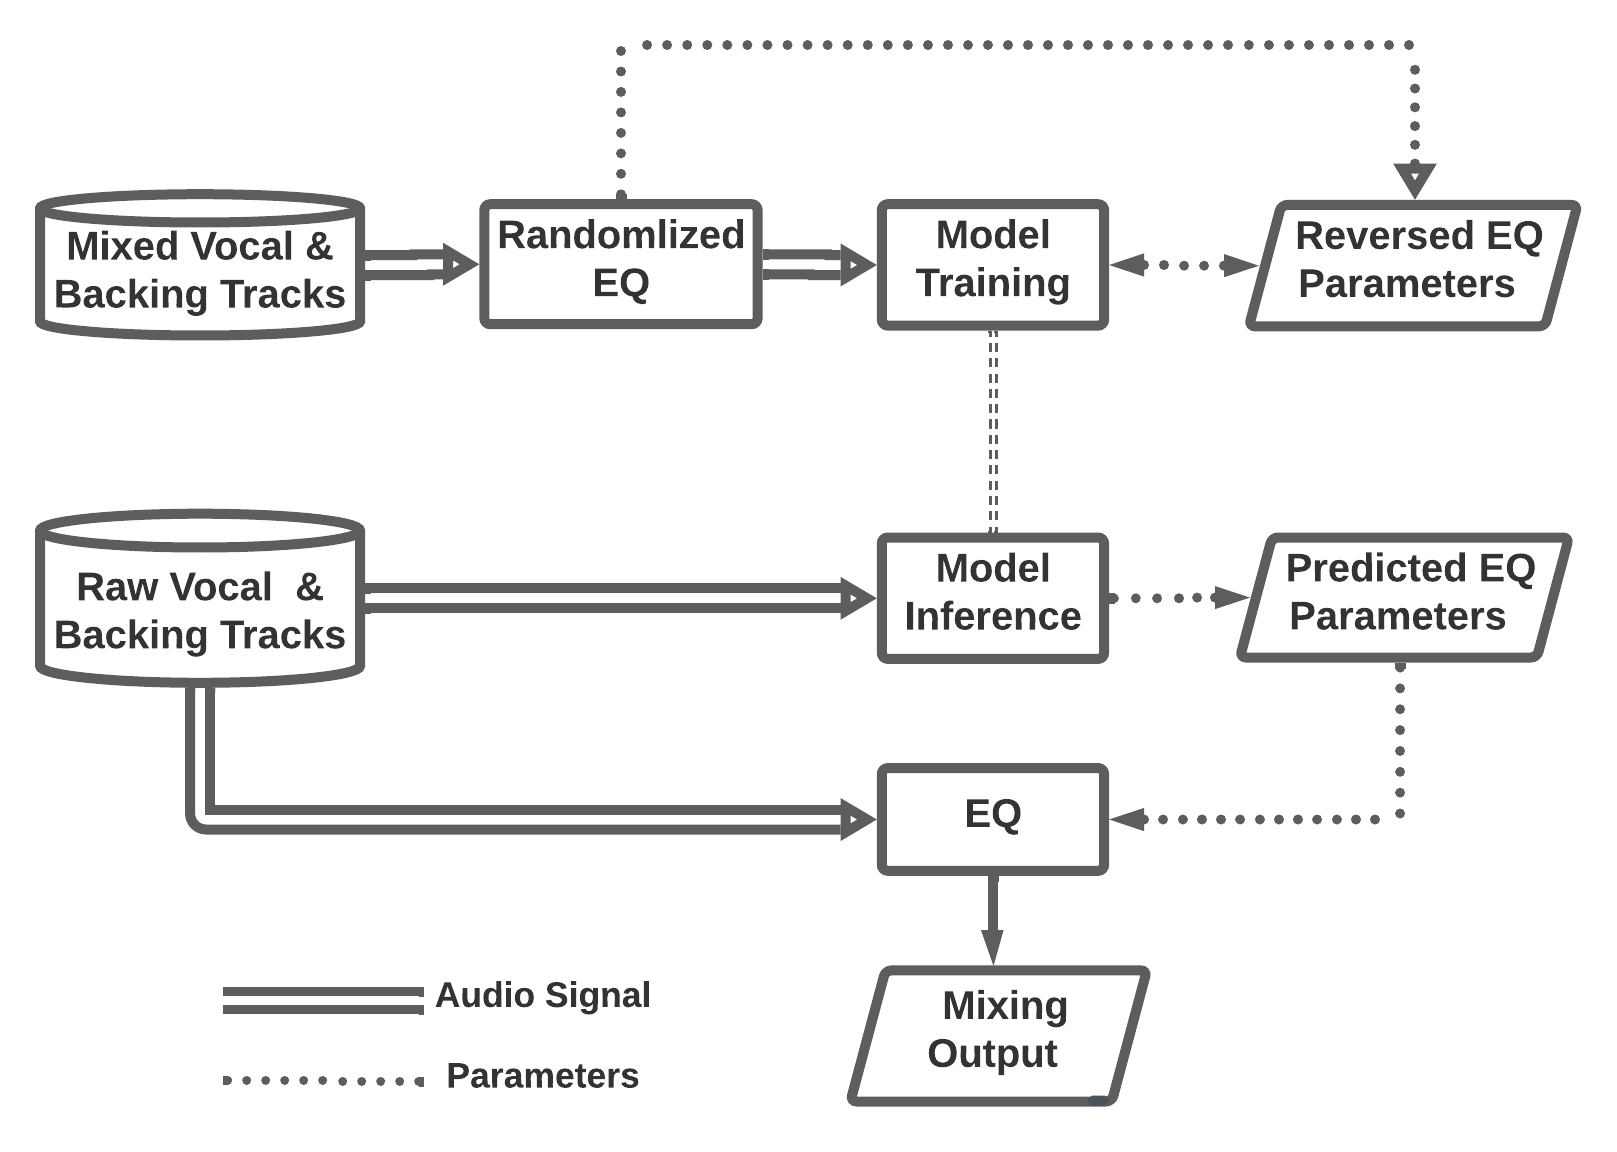 Mixed Vocal &
Backing Tracks
Randomlized
EQ
Model
Training
Reversed EQ
Parameters
Raw Vocal  &
Backing Tracks
Model
Inference
Predicted EQ
Parameters
EQ
Mixing
Output
Audio Signal
Parameters